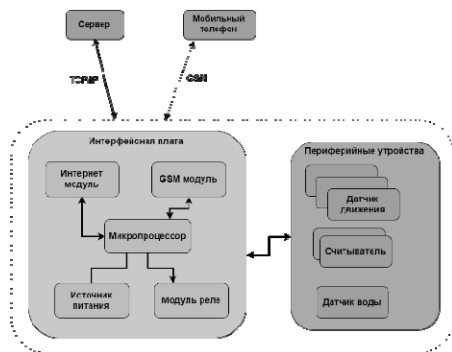 Сервер
Мобильный
телефон
TCP/IP
GSM
Интерфейсная плата
Периферийные утройства
Интернет
модуль
GSM модуль
Датчик
движения
Микропроцессор
Считыватель
Источник
питания
Модуль реле
Датчик воды